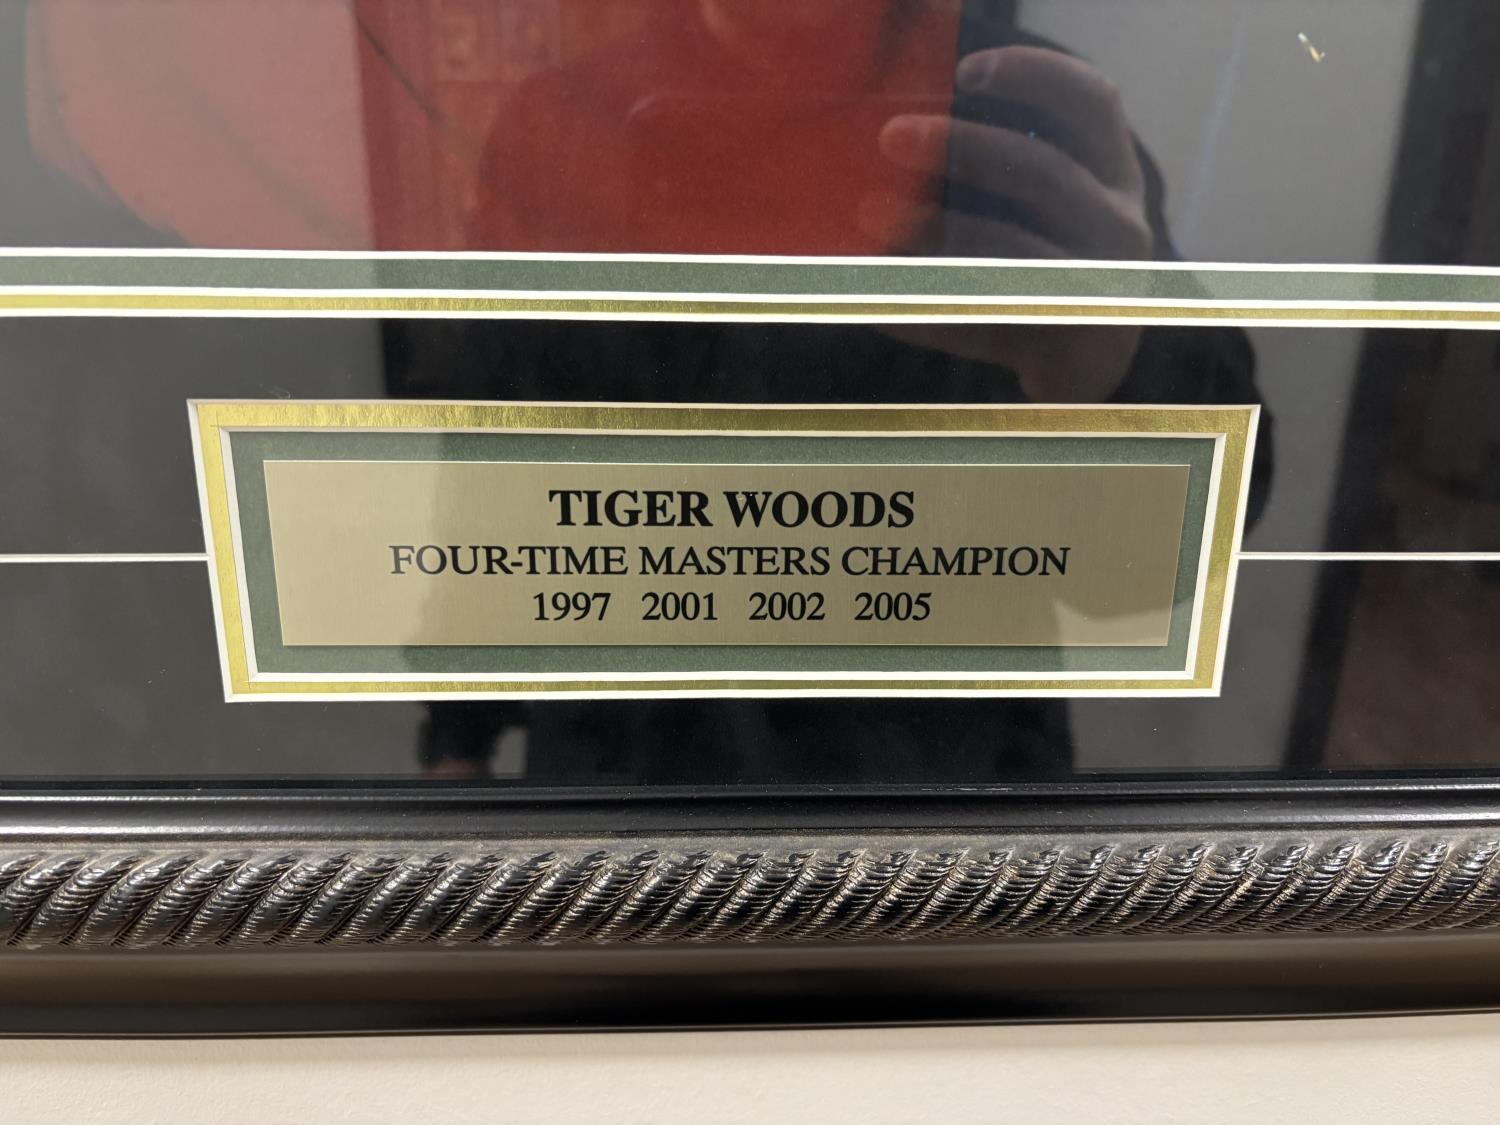 TIGER WOODS
FOUR-TIME MASTERS CHAMPION
1997 2001 2002 2005